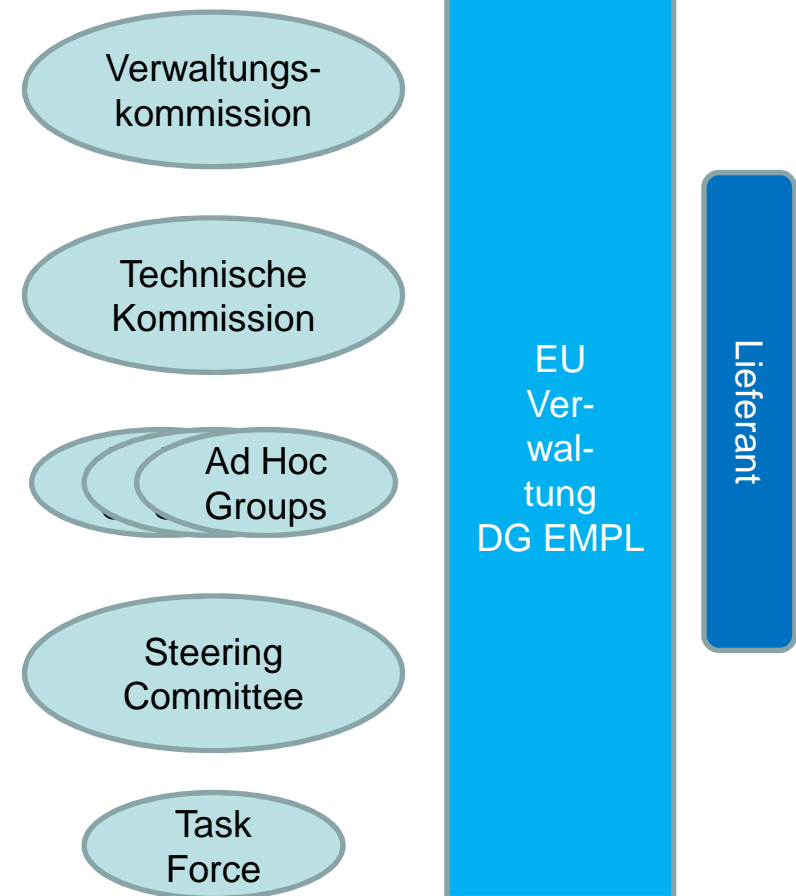 Verwaltungs-
kommission
Technische
Kommission
Ad Hoc
Groups
Steering
Committee
Task
Force
EU
Ver-
wal-
tung
DG EMPL
Lieferant